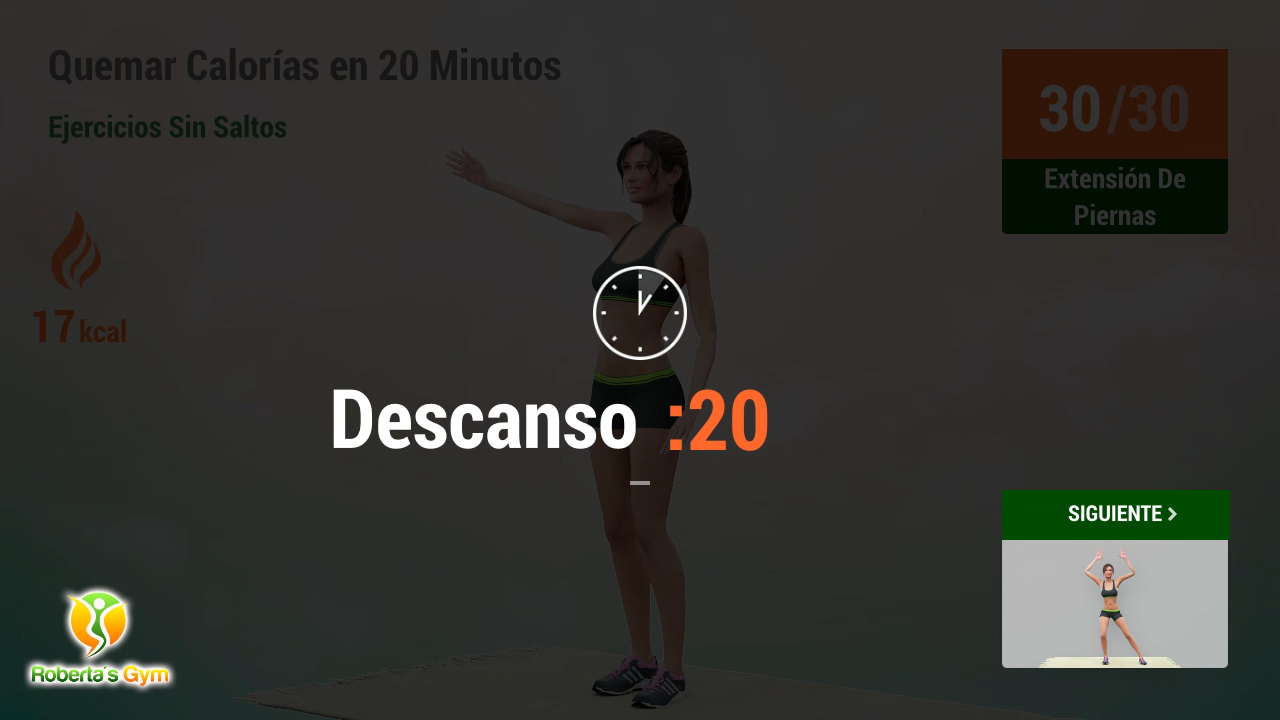 Quemar Calorías en 20 Minutos
Ejercicios Sin Saltos
30/30
Extensión De
Piernas
17 kcal
Descanso :20
SIGUIENTE >
Roberta's Gym